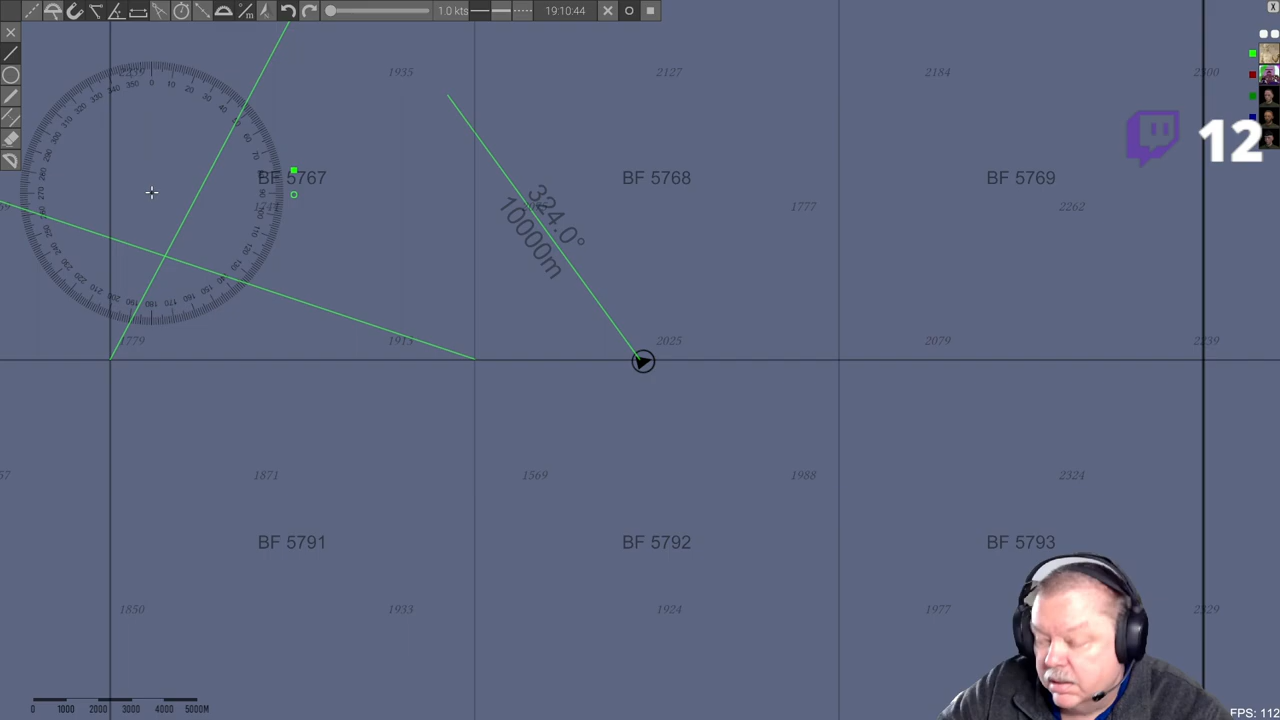 1.0 kts
19.10.44
X
1935
2127
2184
2300
12
BF 5767
BF 5768
BF 5769
1777
2262
324.0°
10000m
1779
1913
2025
2079
2239
1871
1569
1988
2324
BF 5791
BF 5792
BF 5793
1850
1933
1924
1977
2329
0 1000 2000 3000 4000 5000M
FPS: 112